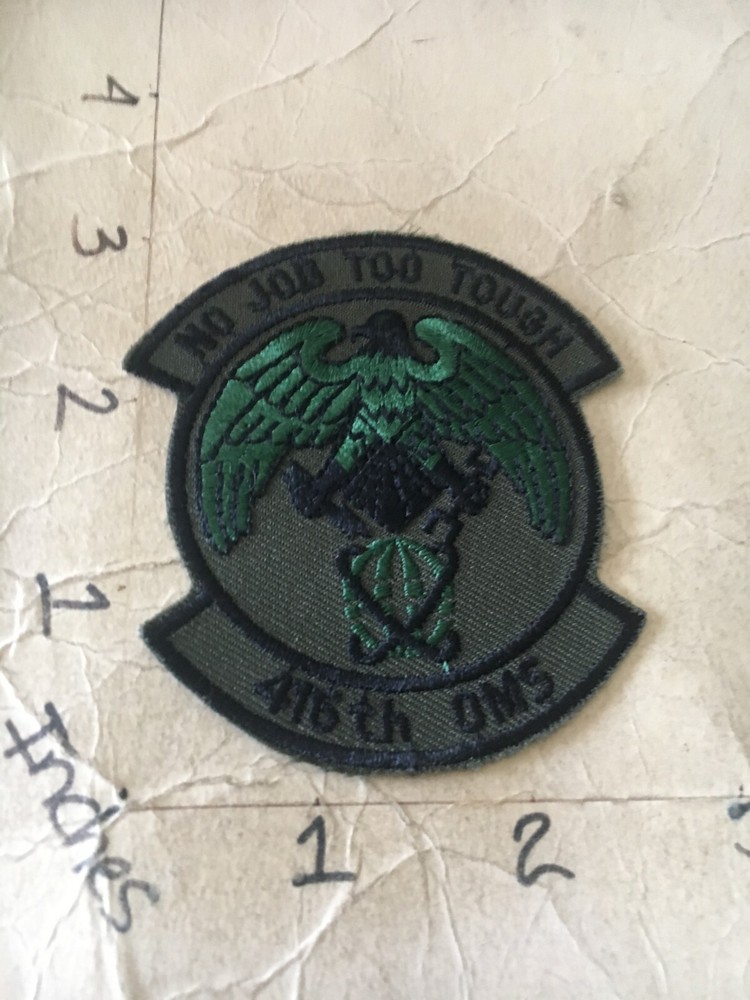 4
3
NO JOB TOO TOUGH
2
1
416th OMS
Inches
1 2